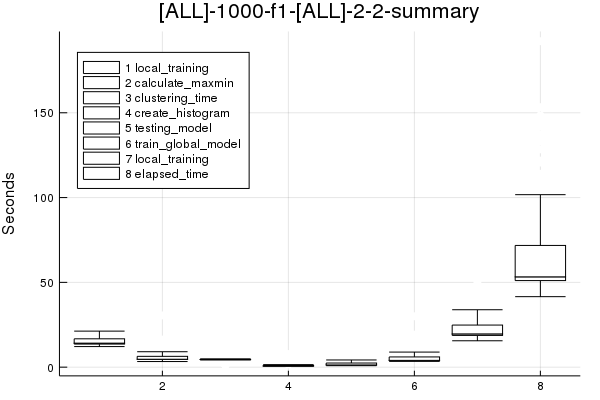 [ALL]-1000-f1-[ALL]-2-2-summary
1 local_training
2 calculate_maxmin
3 clustering_time
4 create_histogram
5 testing_model
6 train_global_model
7 local_training
8 elapsed_time
Seconds
150
100
50
0
2 4 6 8